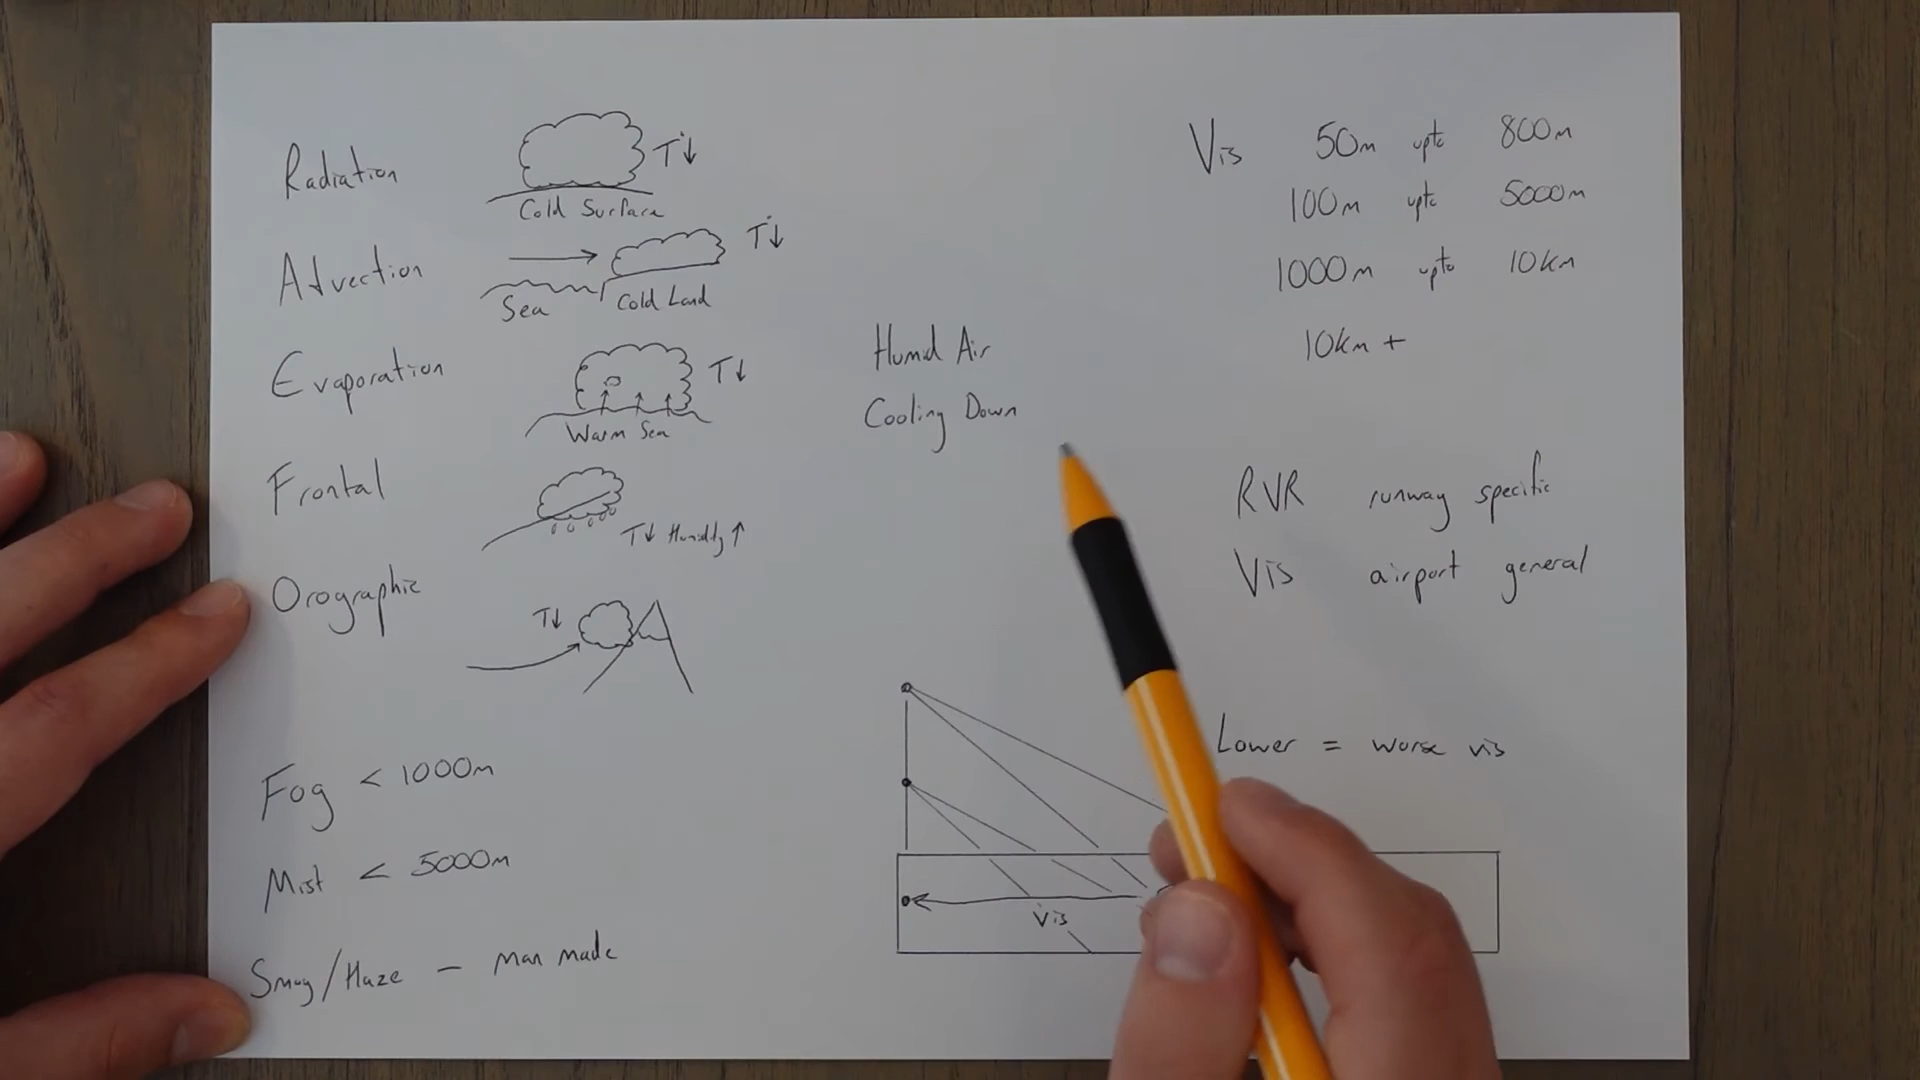 Radiation
T↓
Cold Surface
Advection
T↓
Sea
Cold Land
Evaporation
T↓
Warm Sea
Frontal
T↓ Humidity ↑
Orographic
T↓
Fog < 1000m
Mist < 5000m
Smog/Haze - man made
Humid Air
Cooling Down
Vis 50m upto 800m
100m upto 5000m
1000m upto 10km
10km +
RVR runway specific
Vis airport general
Lower = worse vis
Vis